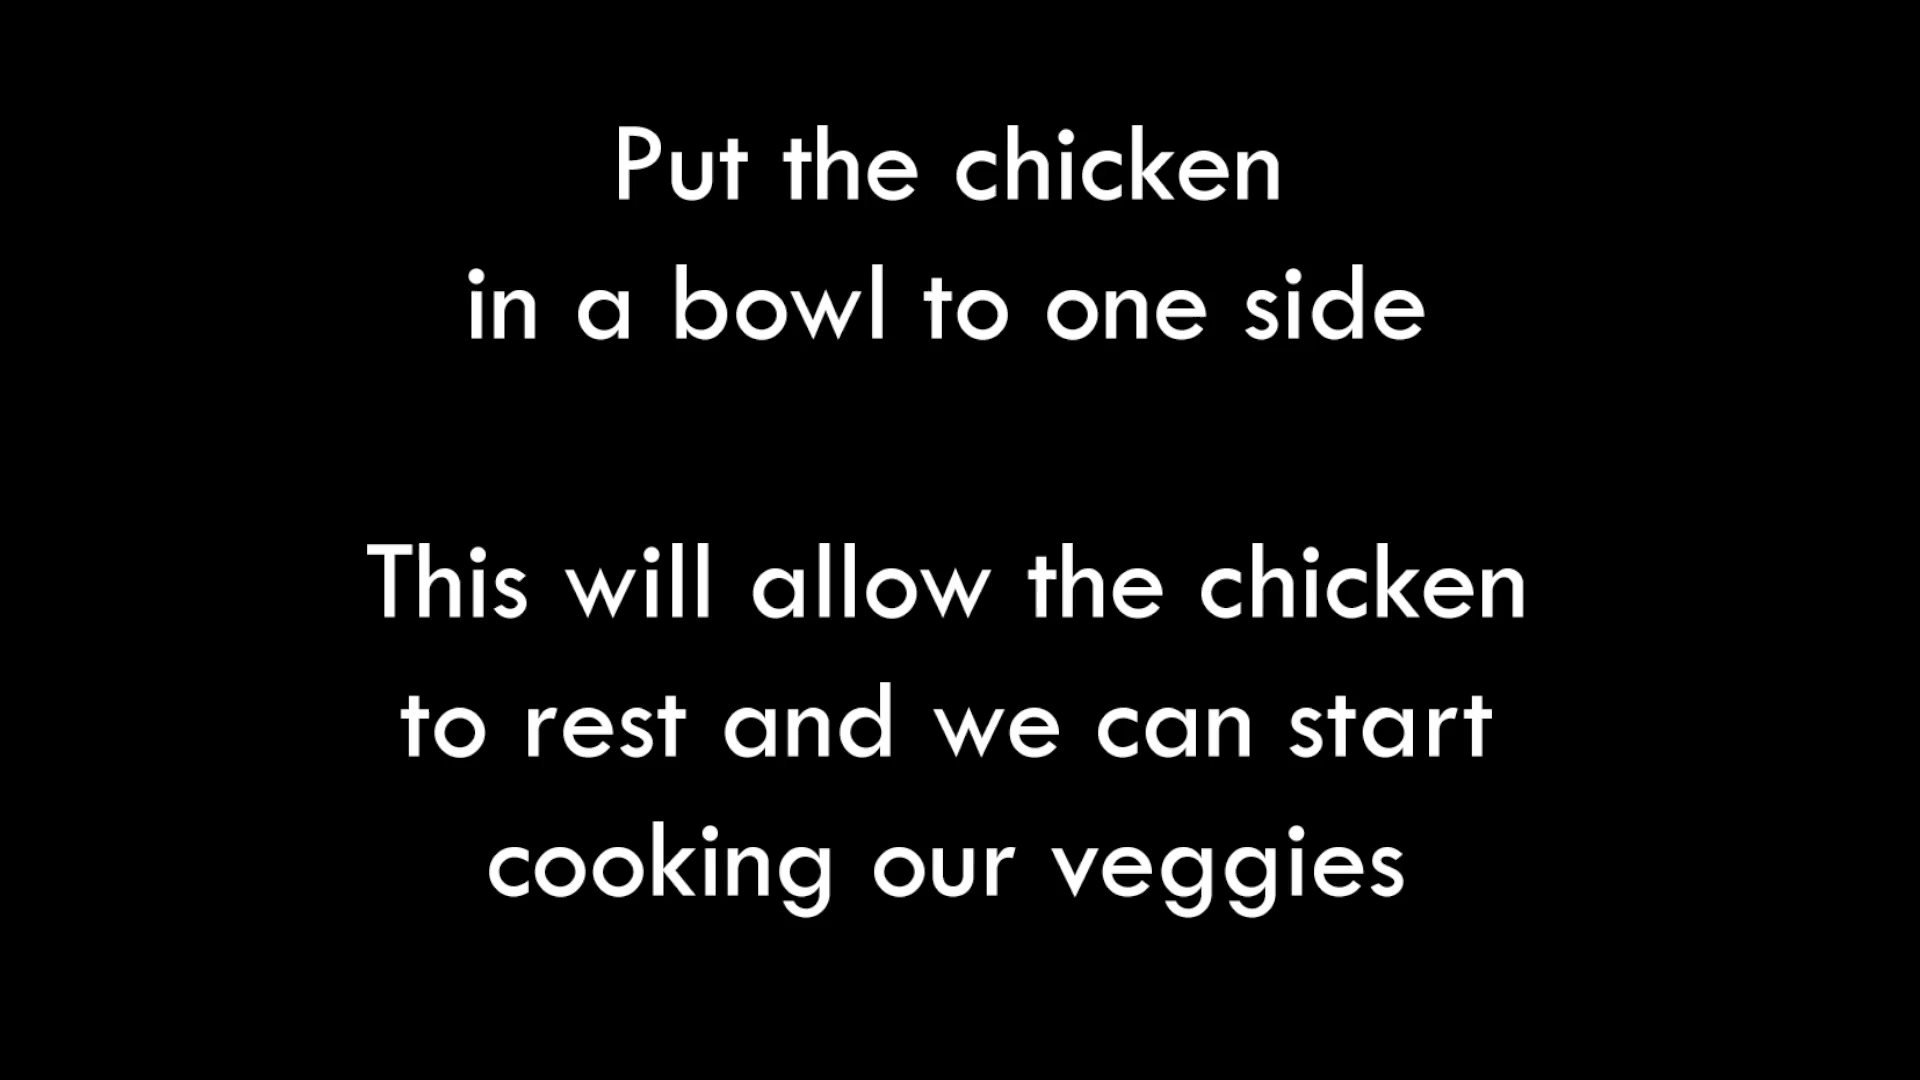 Put the chicken
in a bowl to one side
This will allow the chicken
to rest and we can start
cooking our veggies